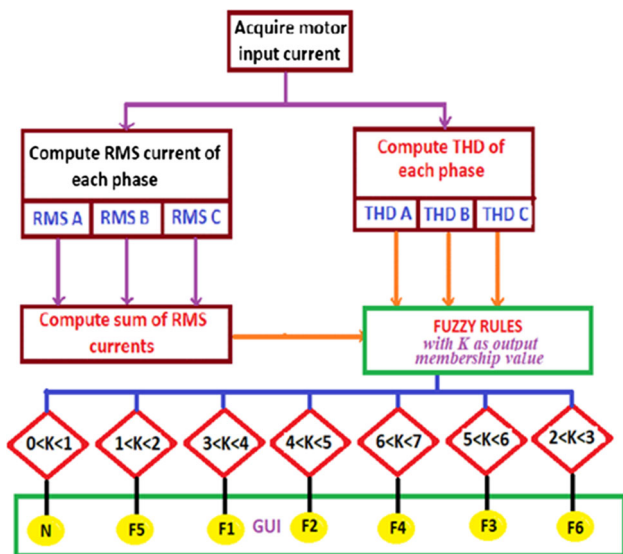 Acquire motor
input current
Compute RMS current of
each phase
RMS A RMS B RMS C
Compute THD of
each phase
THD A THD B THD C
Compute sum of RMS
currents
FUZZY RULES
with K as output
membership value
0<K<1 1<K<2 3<K<4 4<K<5 6<K<7 5<K<6 2<K<3
N F5 F1 GUI F2 F4 F3 F6